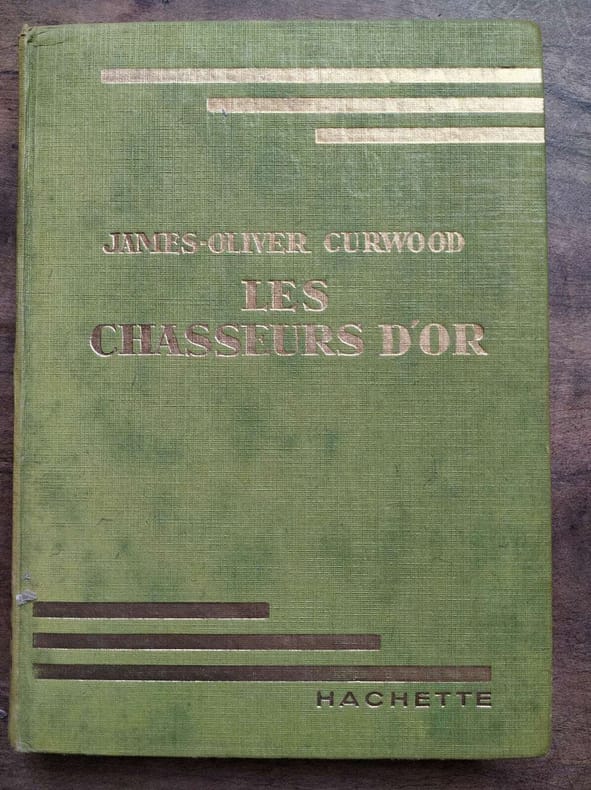 JAMES-OLIVER CURWOOD
LES
CHASSEURS D'OR
HACHETTE